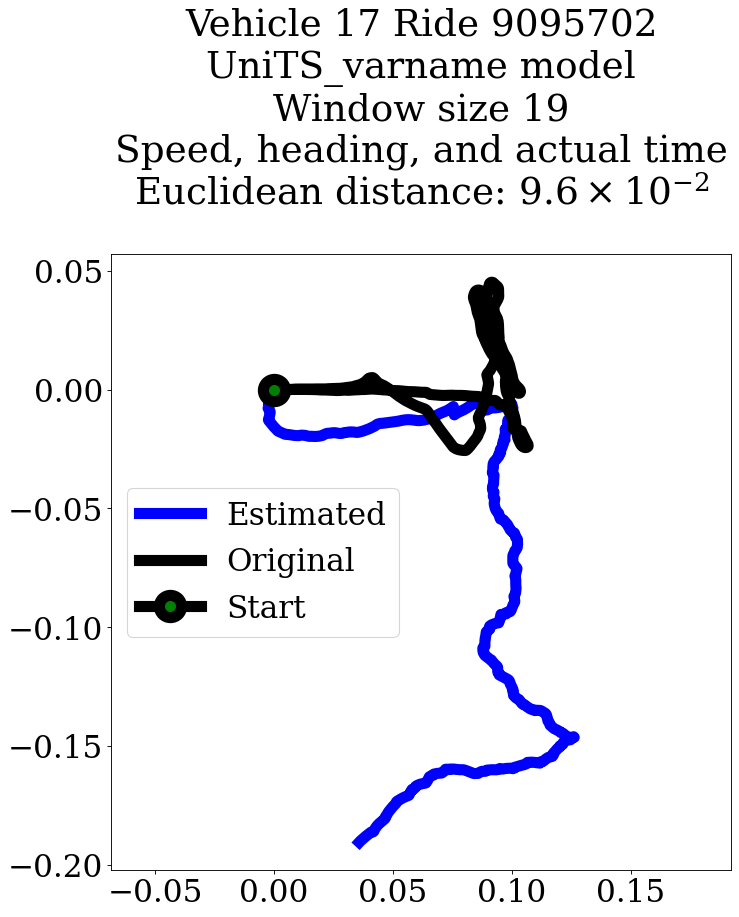 Vehicle 17 Ride 9095702
UniTS_varname model
Window size 19
Speed, heading, and actual time
Euclidean distance: 9.6 × 10⁻²
0.05
0.00
−0.05
−0.10
−0.15
−0.20
Estimated
Original
Start
−0.05 0.00 0.05 0.10 0.15